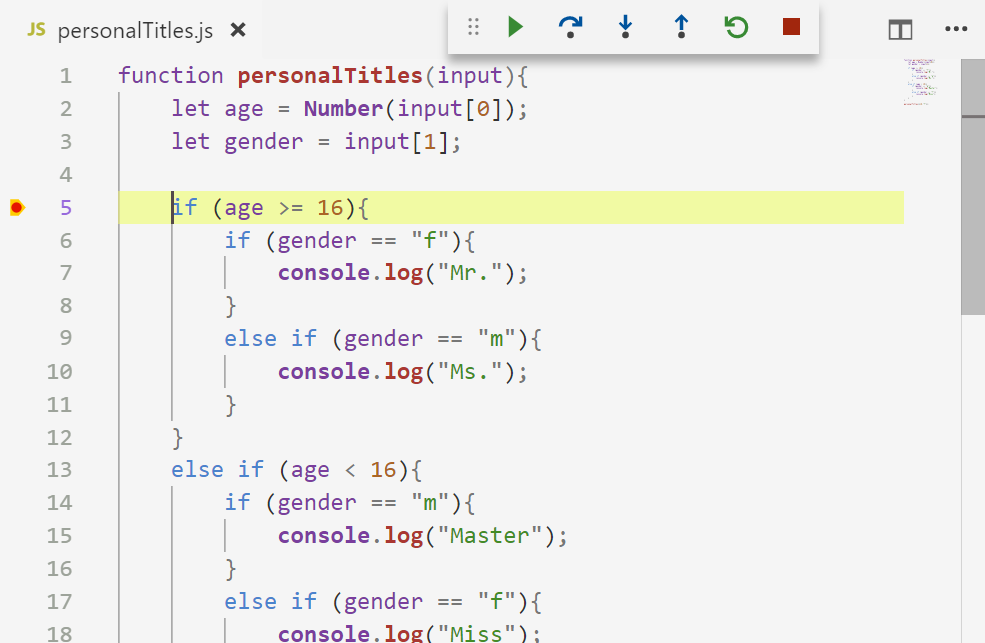 JS personalTitles.js
1 function personalTitles(input){
2 let age = Number(input[0]);
3 let gender = input[1];
4
5 if (age >= 16){
6 if (gender == "f"){
7 console.log("Mr.");
8 }
9 else if (gender == "m"){
10 console.log("Ms.");
11 }
12 }
13 else if (age < 16){
14 if (gender == "m"){
15 console.log("Master");
16 }
17 else if (gender == "f"){
18 console.log("Miss");